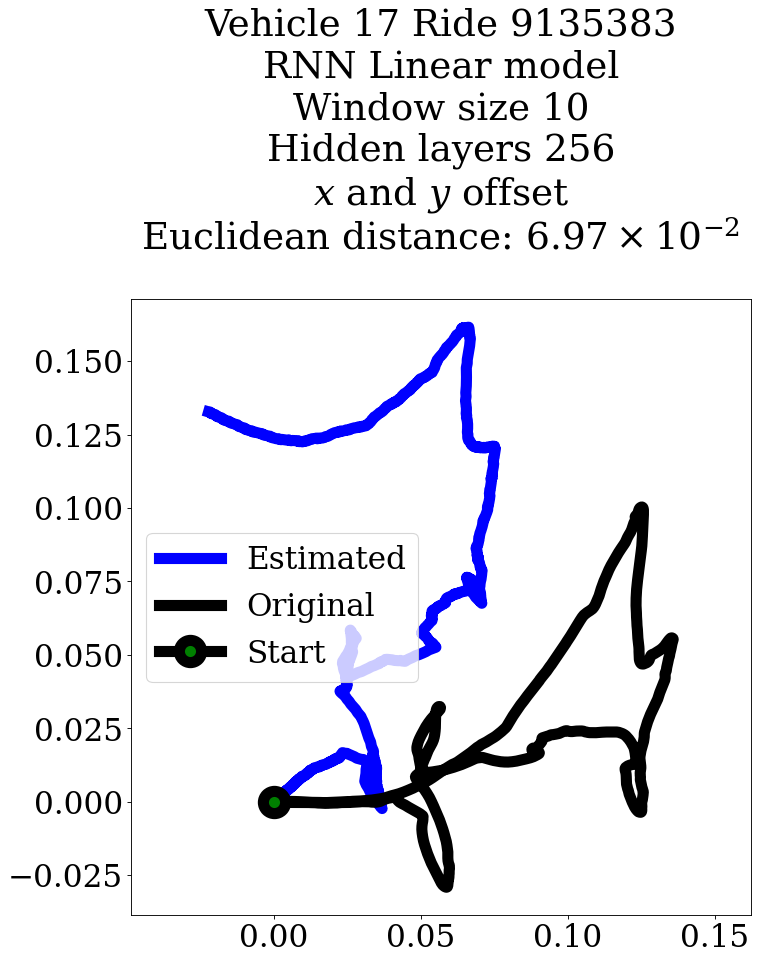 Vehicle 17 Ride 9135383
RNN Linear model
Window size 10
Hidden layers 256
x and y offset
Euclidean distance: 6.97 × 10⁻²
0.150
0.125
0.100
0.075
0.050
0.025
0.000
−0.025
Estimated
Original
Start
0.00 0.05 0.10 0.15